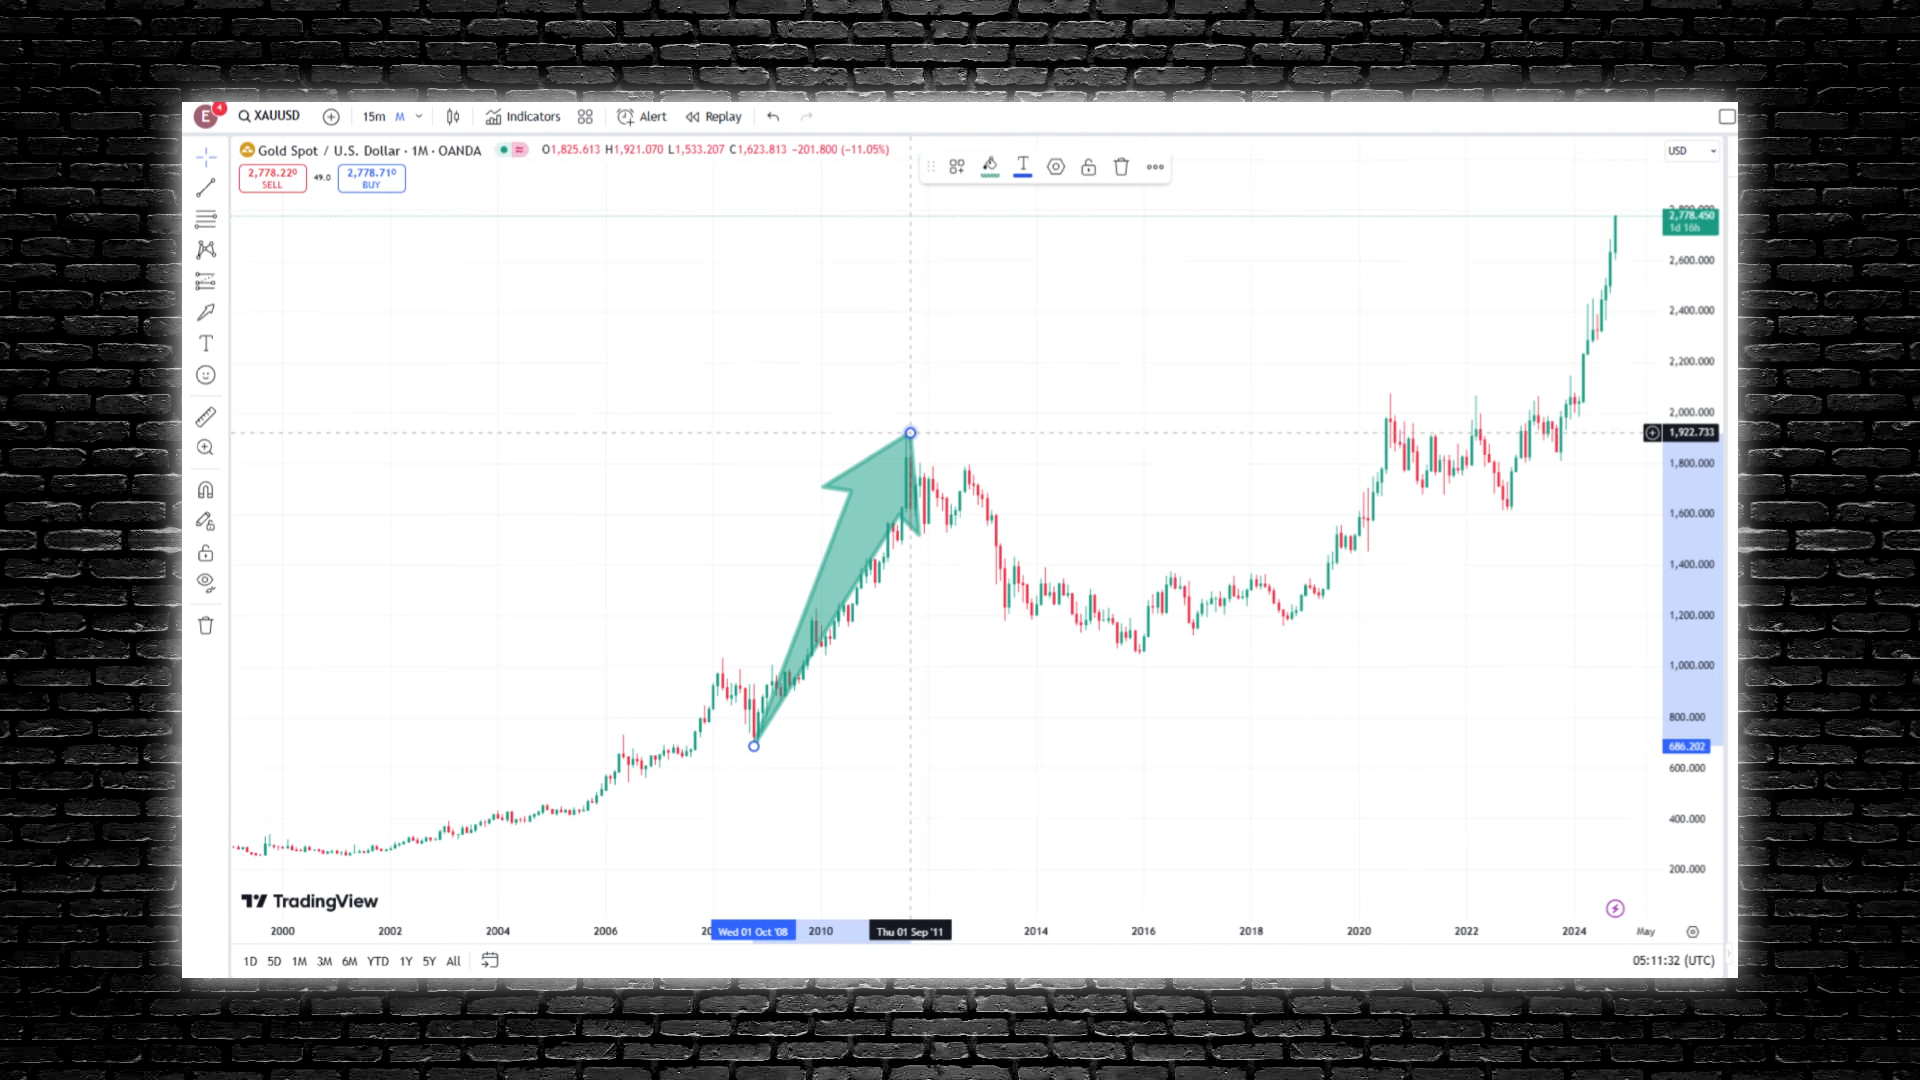 E 4 XAUUSD 15m M Indicators Alert Replay
Gold Spot / U.S. Dollar · 1M · OANDA O1,825.613 H1,921.070 L1,533.207 C1,623.813 −201.800 (−11.05%) USD
2,778.220 49.0 2,778.710
SELL BUY
2,800.000
2,778.450
1d 16h
2,600.000
2,400.000
2,200.000
2,000.000
1,922.733
1,800.000
1,600.000
1,400.000
1,200.000
1,000.000
800.000
686.202
600.000
400.000
200.000
TradingView
2000 2002 2004 2006 20 Wed 01 Oct '08 2010 Thu 01 Sep '11 2014 2016 2018 2020 2022 2024 May
1D 5D 1M 3M 6M YTD 1Y 5Y All 05:11:32 (UTC)